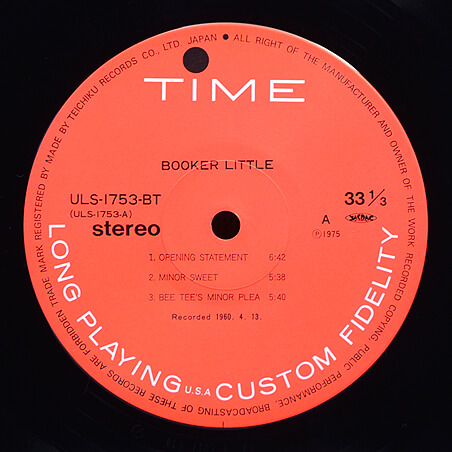 MADE BY TEICHIKU RECORDS CO., LTD. JAPAN • ALL RIGHT OF THE MANUFACTURER AND OWNER OF THE WORK RECORDED COPYING, PUBLIC PERFORMANCE, BROADCASTING OF THESE RECORDS ARE FORBIDDEN TRADE MARK REGISTERED BY
TIME
BOOKER LITTLE
ULS-1753-BT
(ULS-1753-A)
stereo
A
33 1/3
Ⓟ1975
1. OPENING STATEMENT 6:42
2. MINOR SWEET 5:38
3. BEE TEE'S MINOR PLEA 5:40
Recorded 1960. 4. 13.
LONG PLAYING U.S.A CUSTOM FIDELITY